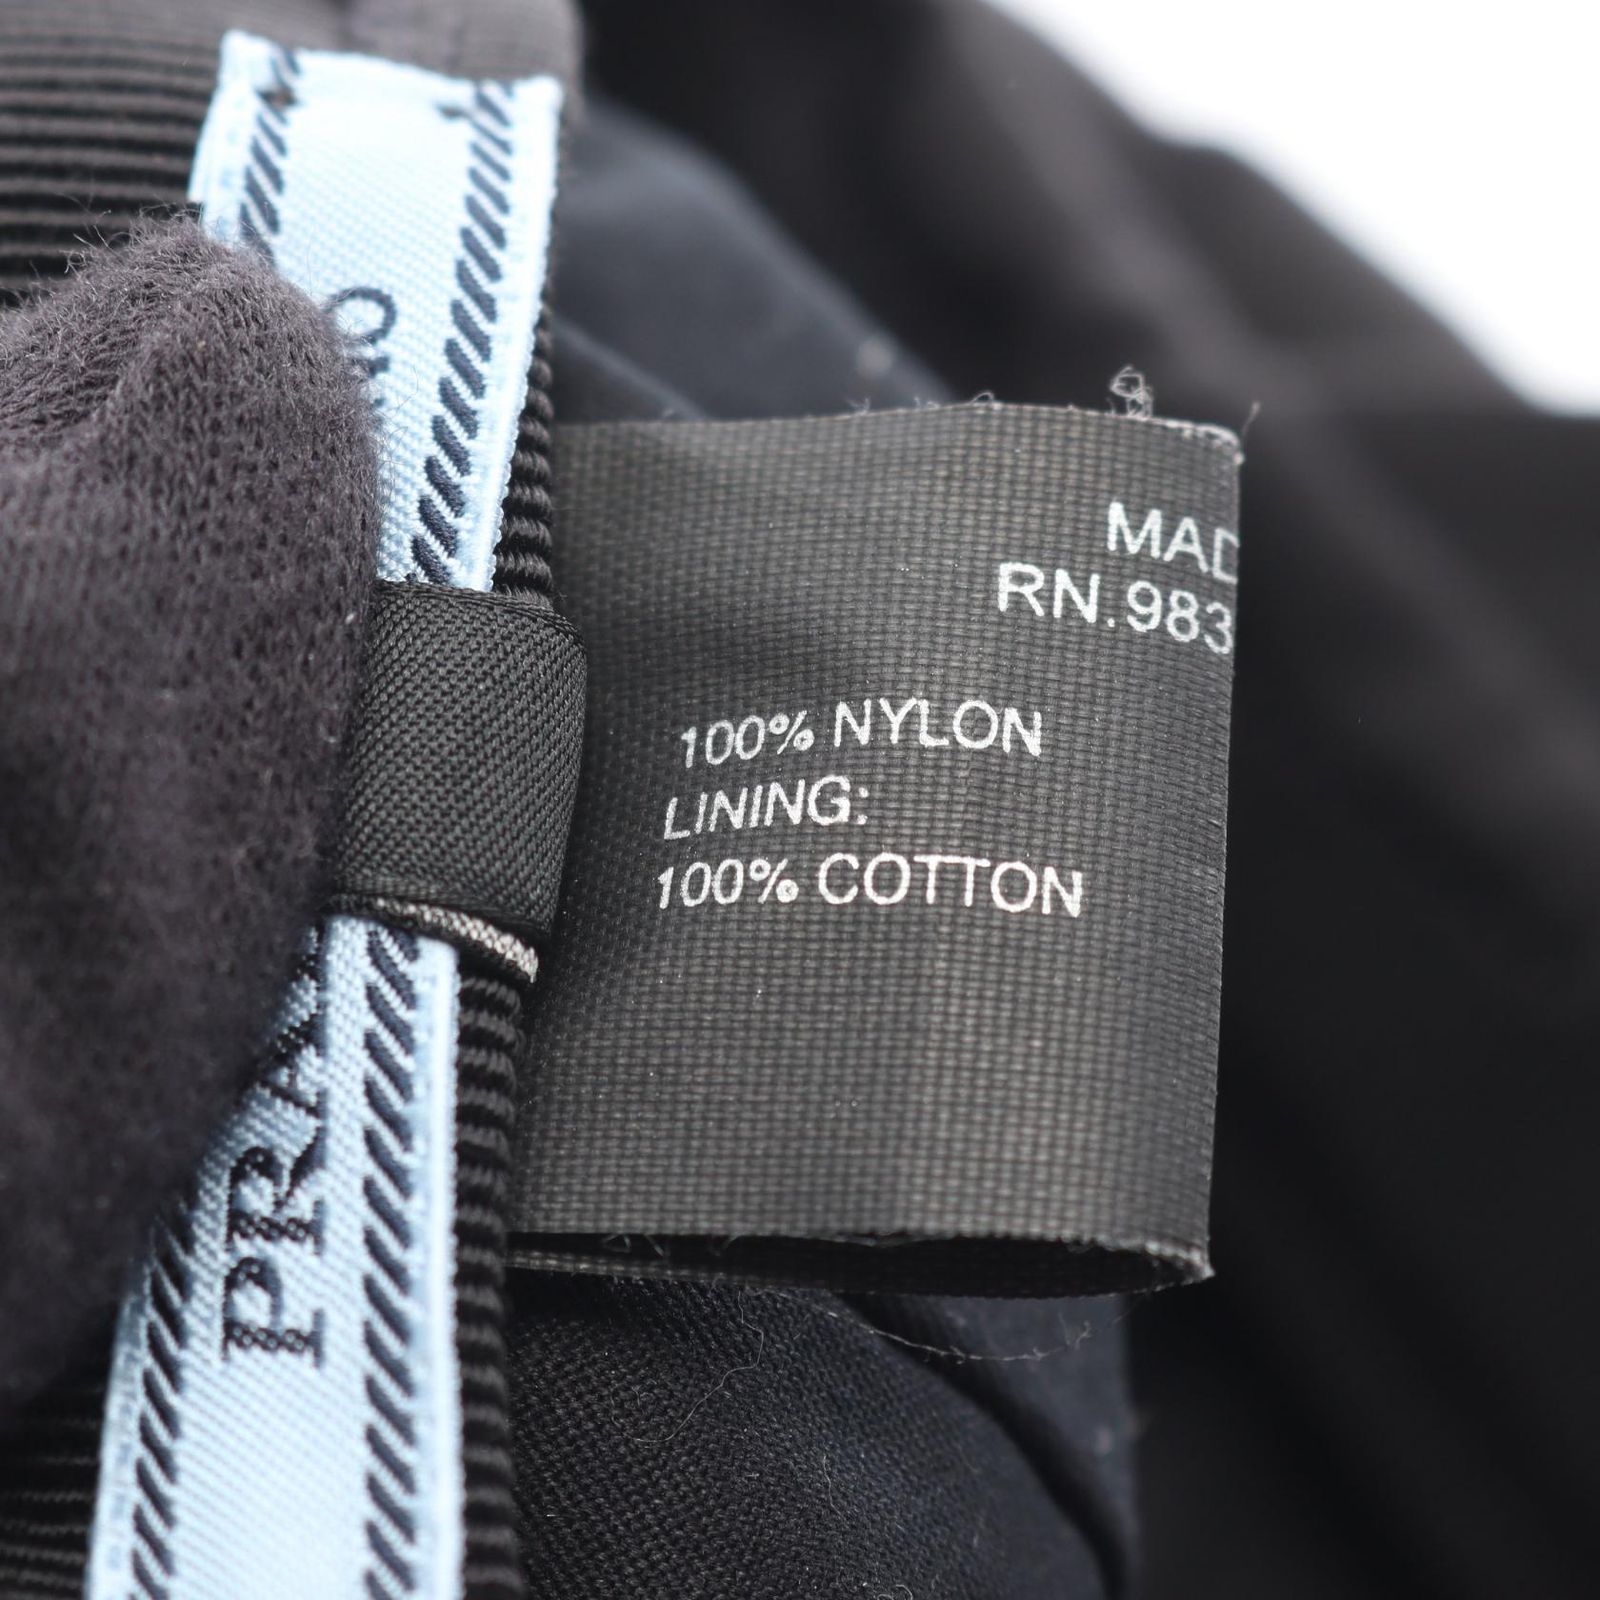 MAD
RN.983
100% NYLON
LINING:
100% COTTON
PRA